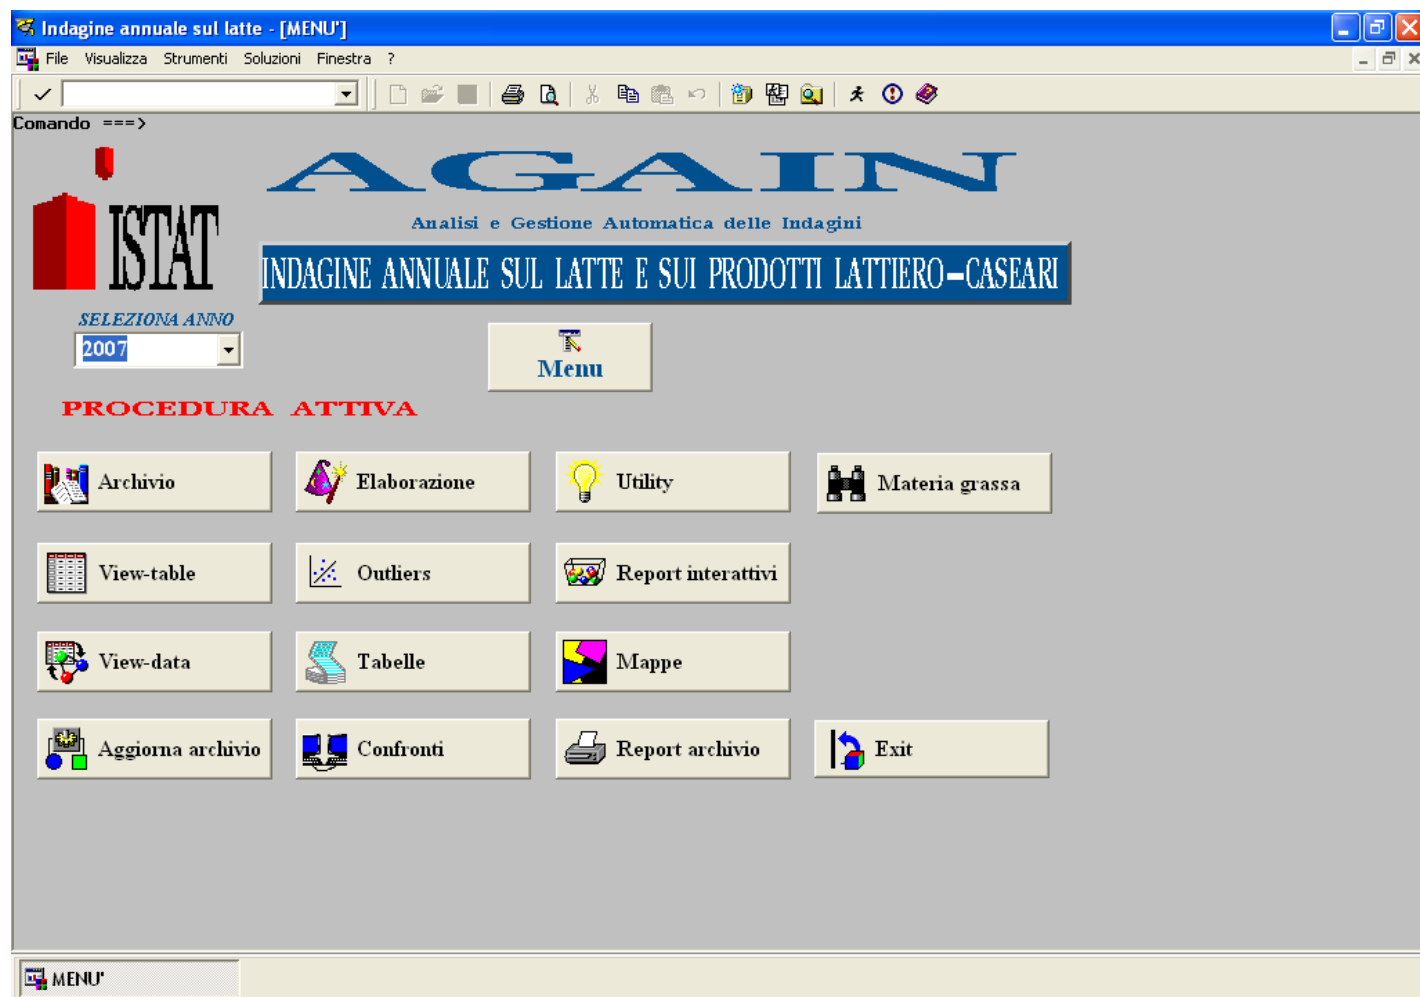 Indagine annuale sul latte - [MENU']
File Visualizza Strumenti Soluzioni Finestra ?
Comando ===>
AGAIN
ISTAT
Analisi e Gestione Automatica delle Indagini
INDAGINE ANNUALE SUL LATTE E SUI PRODOTTI LATTIERO-CASEARI
SELEZIONA ANNO
2007
Menu
PROCEDURA ATTIVA
Archivio Elaborazione Utility Materia grassa
View-table Outliers Report interattivi
View-data Tabelle Mappe
Aggiorna archivio Confronti Report archivio Exit
MENU'